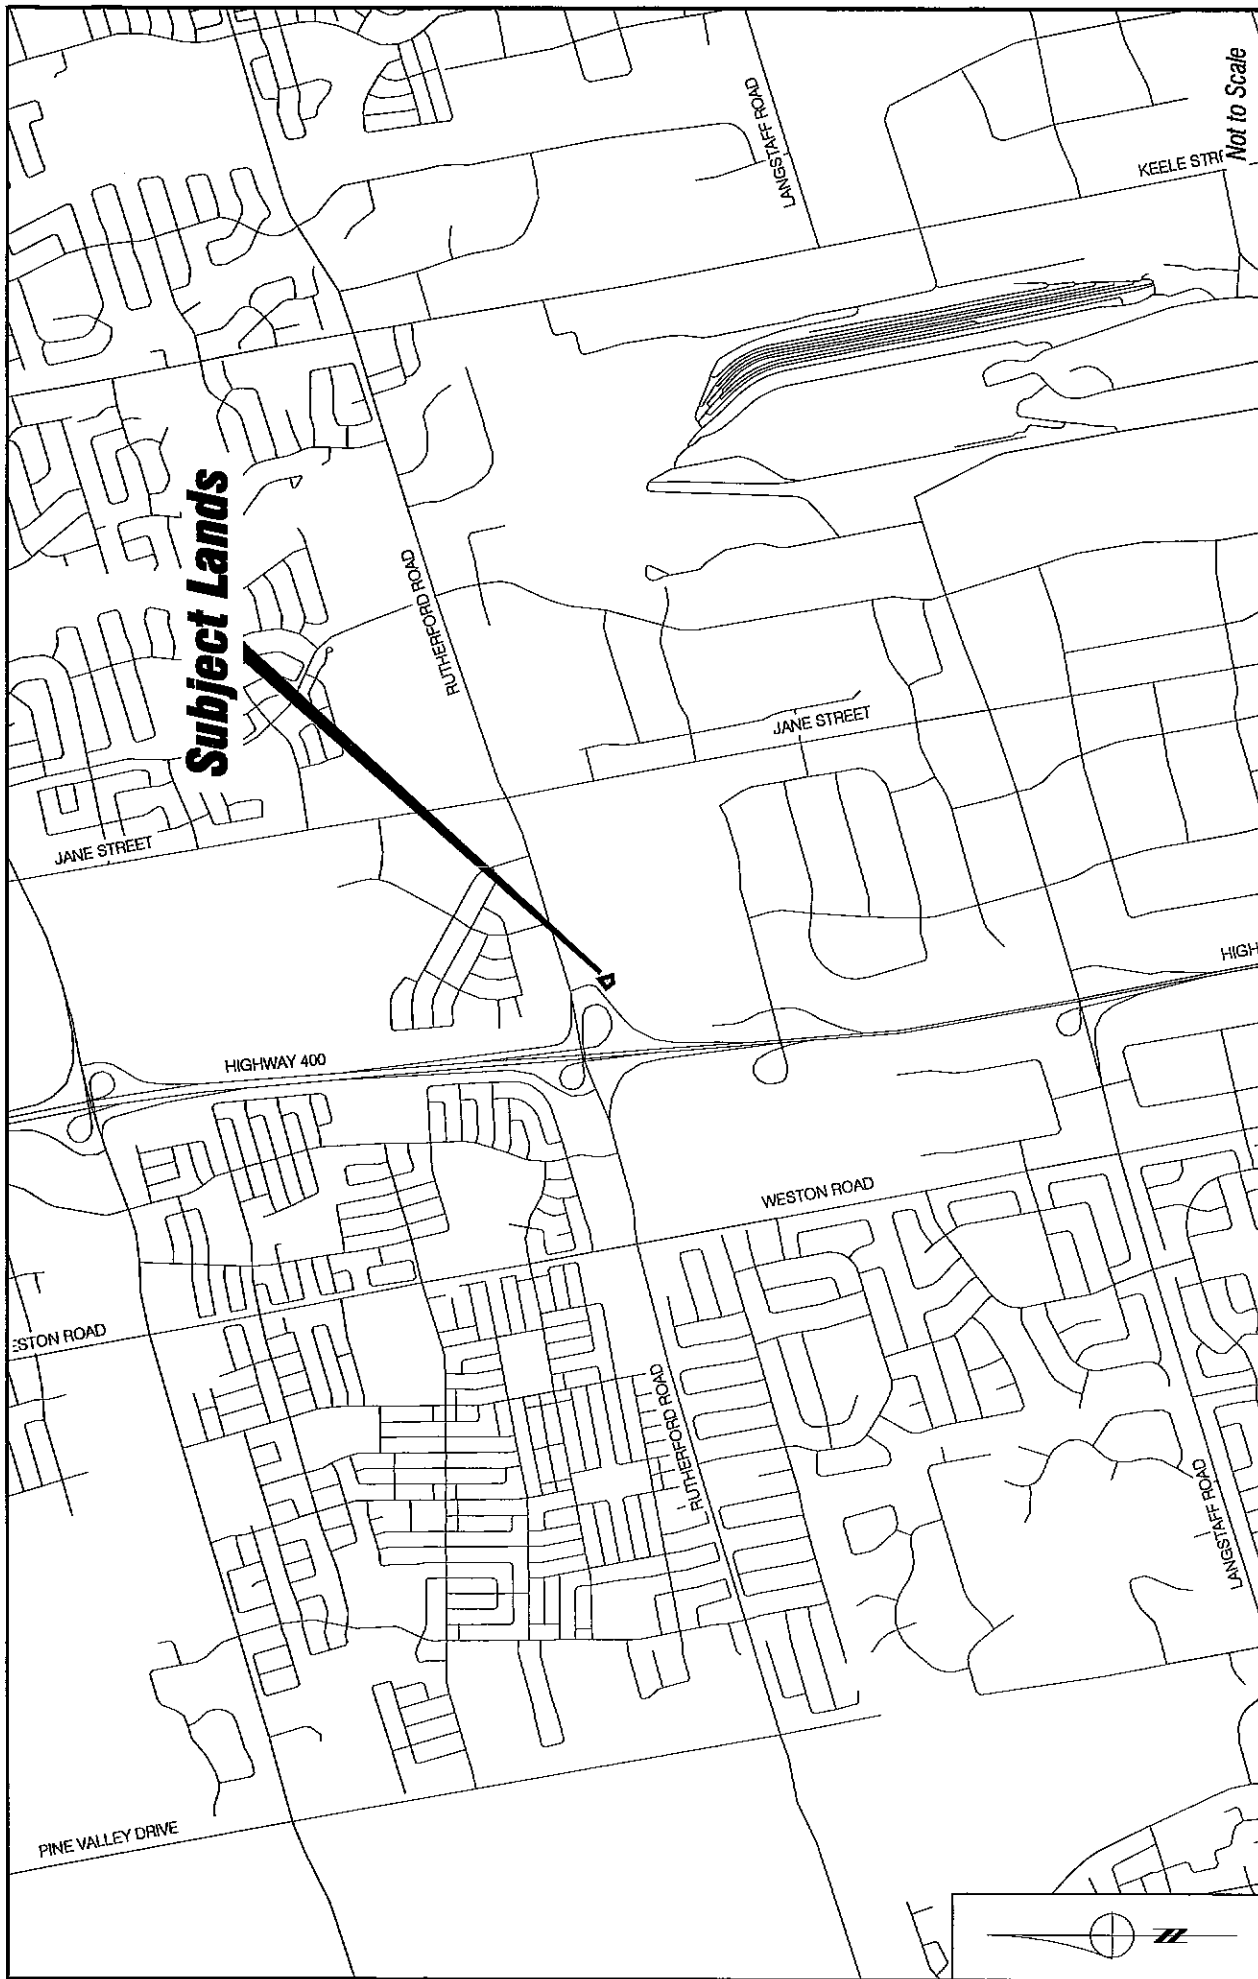 Not to Scale
LANGSTAFF ROAD
KEELE STR
Subject Lands
RUTHERFORD ROAD
JANE STREET
JANE STREET
HIGH
HIGHWAY 400
WESTON ROAD
ESTON ROAD
RUTHERFORD ROAD
LANGSTAFF ROAD
PINE VALLEY DRIVE
N